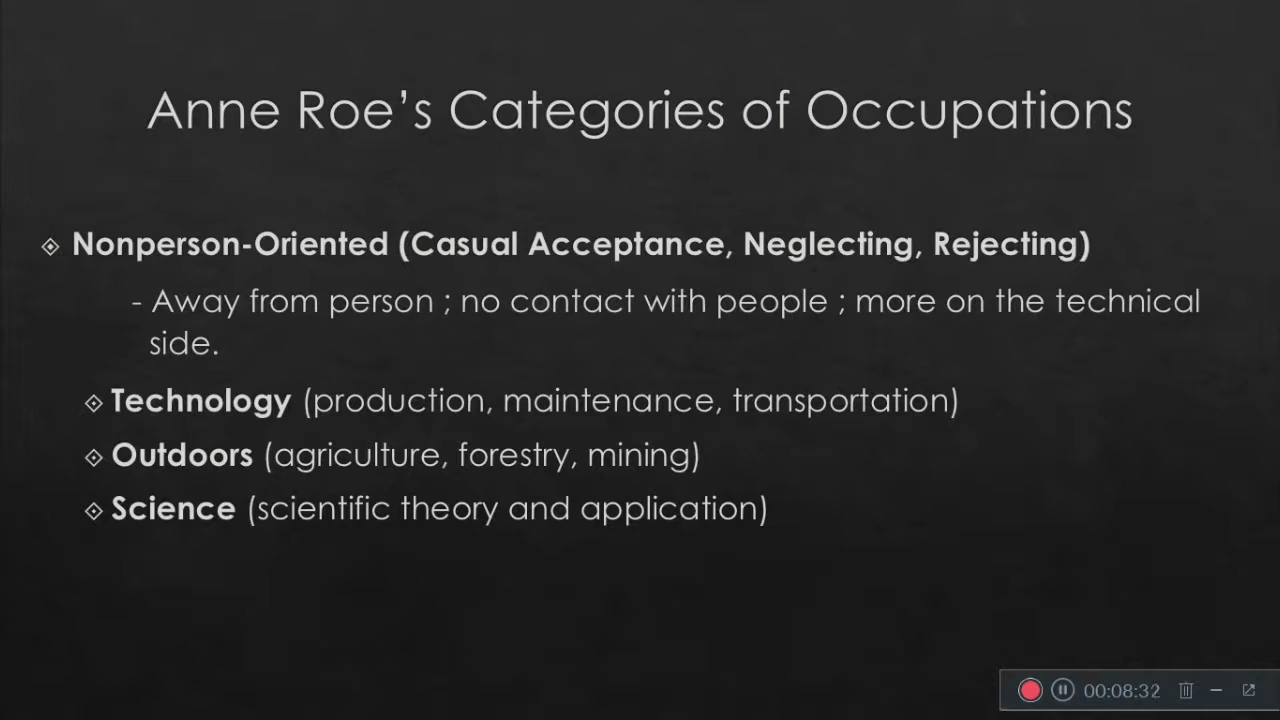 Anne Roe's Categories of Occupations
Nonperson-Oriented (Casual Acceptance, Neglecting, Rejecting)
- Away from person ; no contact with people ; more on the technical
side.
Technology (production, maintenance, transportation)
Outdoors (agriculture, forestry, mining)
Science (scientific theory and application)
00:08:32